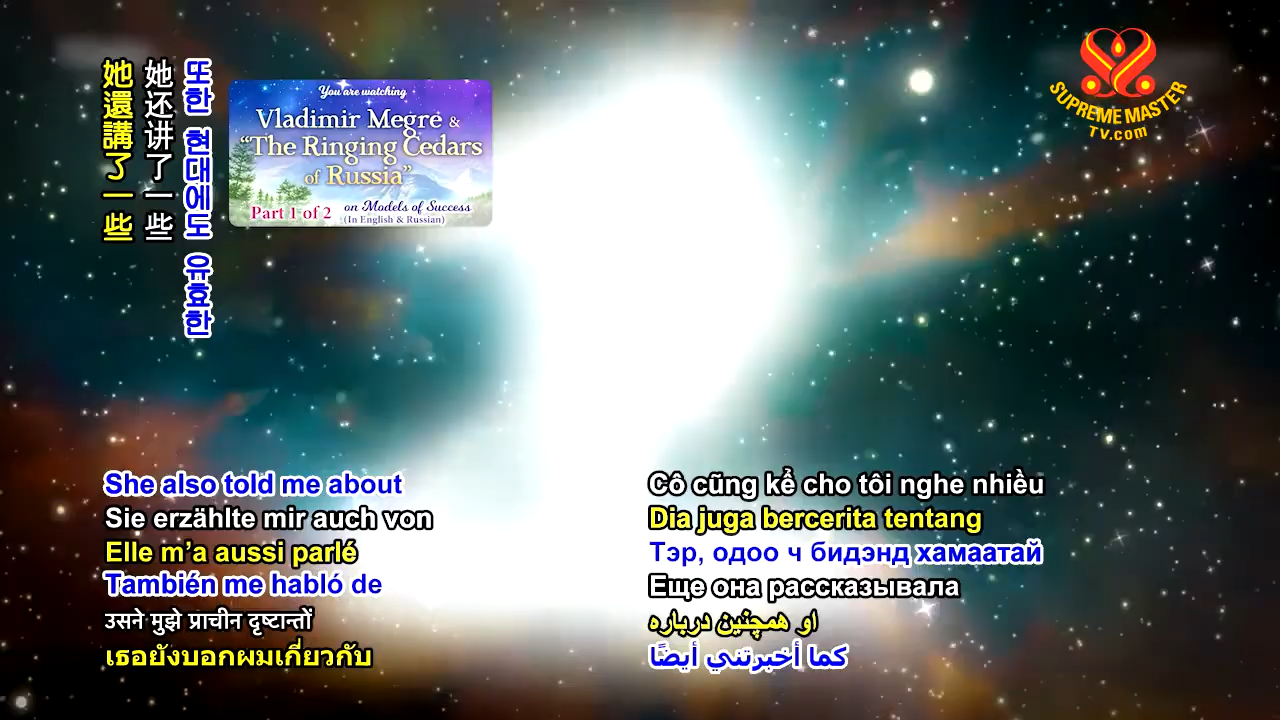 她還講了一些
她还讲了一些
또한 현대에도 유효한
You are watching
Vladimir Megre &
“The Ringing Cedars
of Russia”
Part 1 of 2
on Models of Success
(In English & Russian)
SUPREME MASTER
TV.com
She also told me about
Sie erzählte mir auch von
Elle m’a aussi parlé
También me habló de
उसने मुझे प्राचीन दृष्टान्तों
เธอยังบอกผมเกี่ยวกับ
Cô cũng kể cho tôi nghe nhiều
Dia juga bercerita tentang
Тэр, одоо ч бидэнд хамаатай
Еще она рассказывала
او همچنین درباره
كما أخبرتني أيضًا